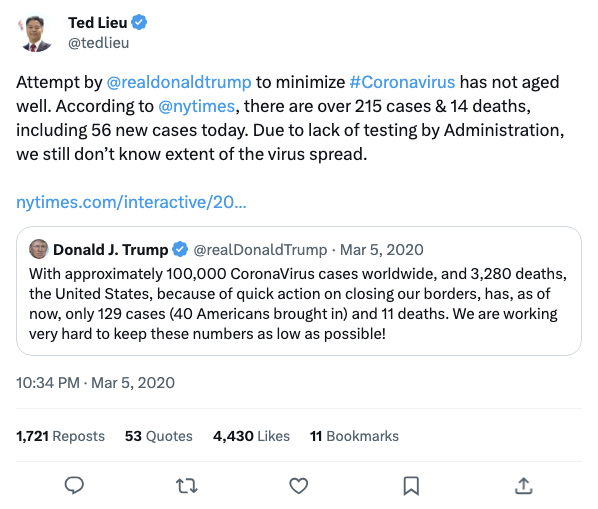 Ted Lieu
@tedlieu
Attempt by @realdonaldtrump to minimize #Coronavirus has not aged
well. According to @nytimes, there are over 215 cases & 14 deaths,
including 56 new cases today. Due to lack of testing by Administration,
we still don’t know extent of the virus spread.
nytimes.com/interactive/20...
Donald J. Trump @realDonaldTrump · Mar 5, 2020
With approximately 100,000 CoronaVirus cases worldwide, and 3,280 deaths,
the United States, because of quick action on closing our borders, has, as of
now, only 129 cases (40 Americans brought in) and 11 deaths. We are working
very hard to keep these numbers as low as possible!
10:34 PM · Mar 5, 2020
1,721 Reposts 53 Quotes 4,430 Likes 11 Bookmarks